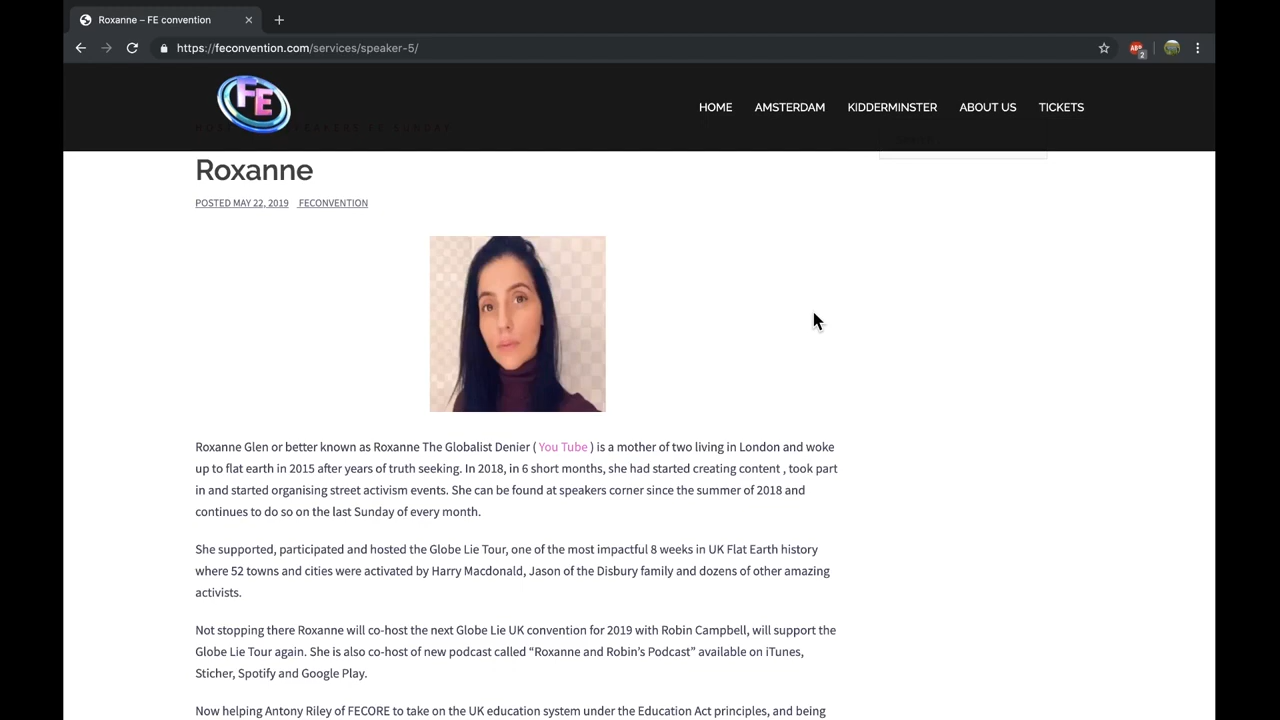 Roxanne – FE convention
https://feconvention.com/services/speaker-5/
ABP
2
FE
HOME AMSTERDAM KIDDERMINSTER ABOUT US TICKETS
Roxanne
POSTED MAY 22, 2019 FECONVENTION
Roxanne Glen or better known as Roxanne The Globalist Denier ( You Tube ) is a mother of two living in London and woke
up to flat earth in 2015 after years of truth seeking. In 2018, in 6 short months, she had started creating content , took part
in and started organising street activism events. She can be found at speakers corner since the summer of 2018 and
continues to do so on the last Sunday of every month.
She supported, participated and hosted the Globe Lie Tour, one of the most impactful 8 weeks in UK Flat Earth history
where 52 towns and cities were activated by Harry Macdonald, Jason of the Disbury family and dozens of other amazing
activists.
Not stopping there Roxanne will co-host the next Globe Lie UK convention for 2019 with Robin Campbell, will support the
Globe Lie Tour again. She is also co-host of new podcast called “Roxanne and Robin’s Podcast” available on iTunes,
Sticher, Spotify and Google Play.
Now helping Antony Riley of FECORE to take on the UK education system under the Education Act principles, and being